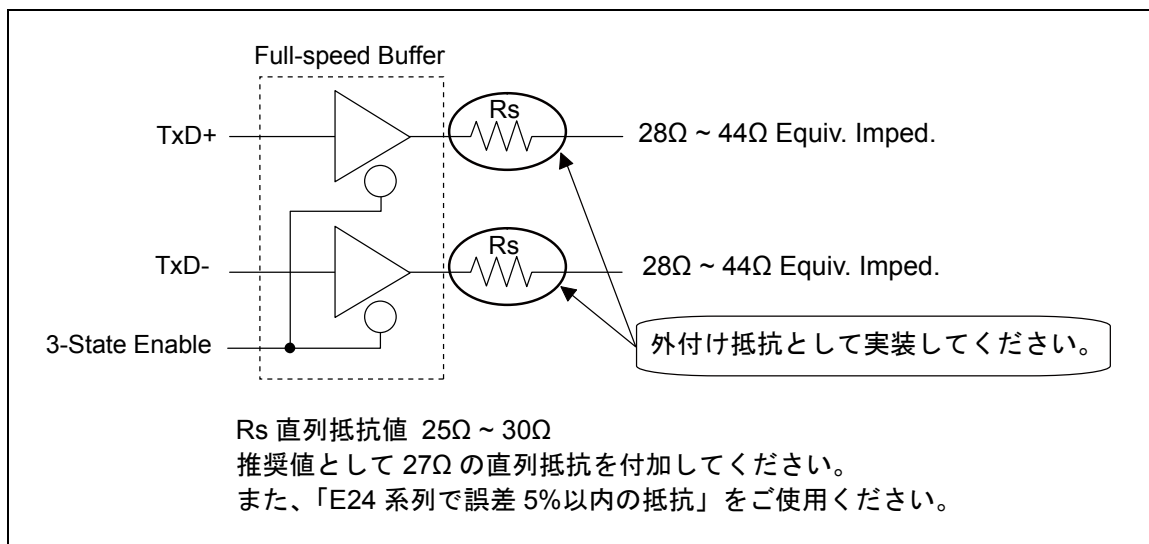 Full-speed Buffer
TxD+
Rs
28Ω ~ 44Ω Equiv. Imped.
TxD-
Rs
28Ω ~ 44Ω Equiv. Imped.
3-State Enable
外付け抵抗として実装してください。
Rs 直列抵抗値 25Ω ~ 30Ω
推奨値として 27Ω の直列抵抗を付加してください。
また、「E24 系列で誤差 5%以内の抵抗」をご使用ください。